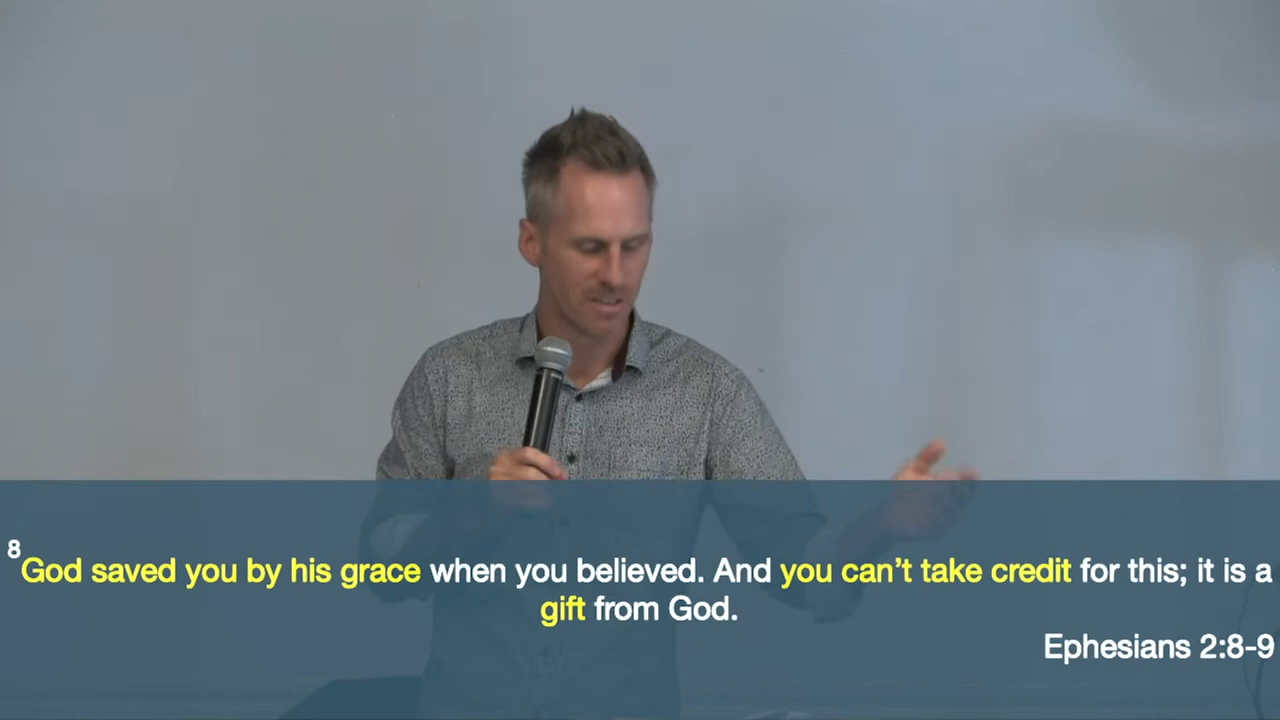 8 God saved you by his grace when you believed. And you can’t take credit for this; it is a
gift from God.
Ephesians 2:8-9